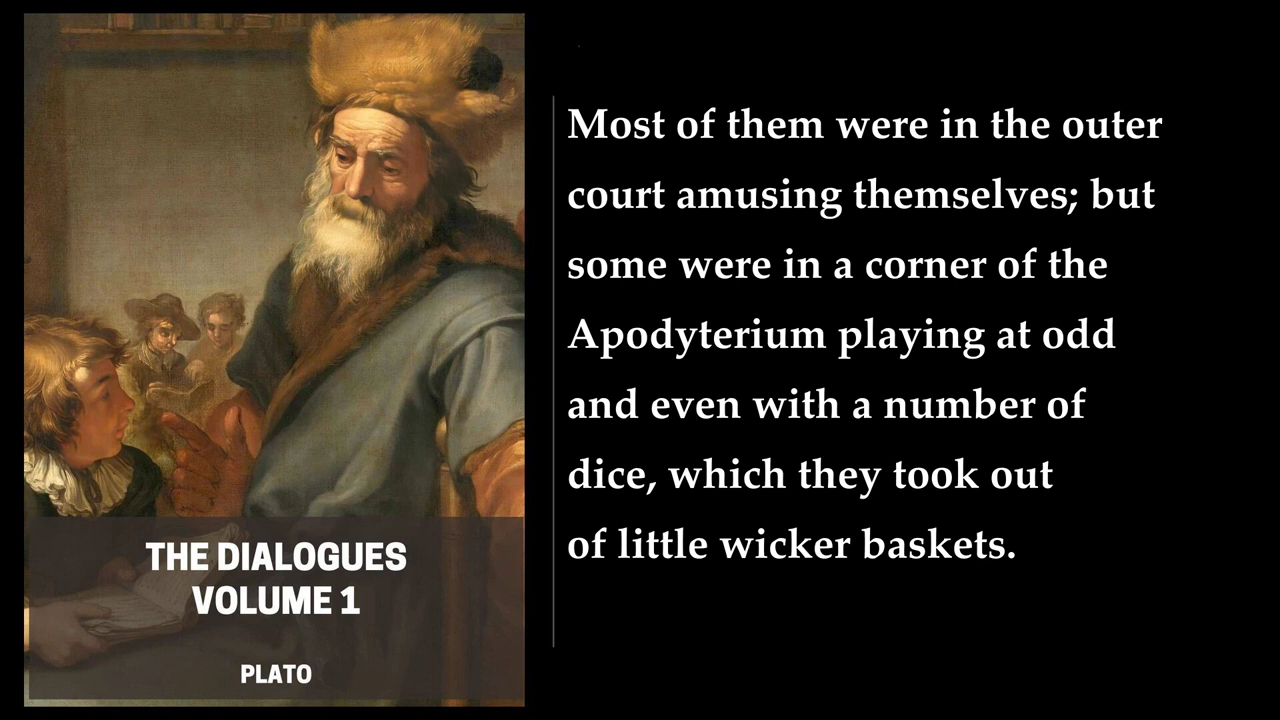 THE DIALOGUES
VOLUME 1
PLATO
Most of them were in the outer
court amusing themselves; but
some were in a corner of the
Apodyterium playing at odd
and even with a number of
dice, which they took out
of little wicker baskets.